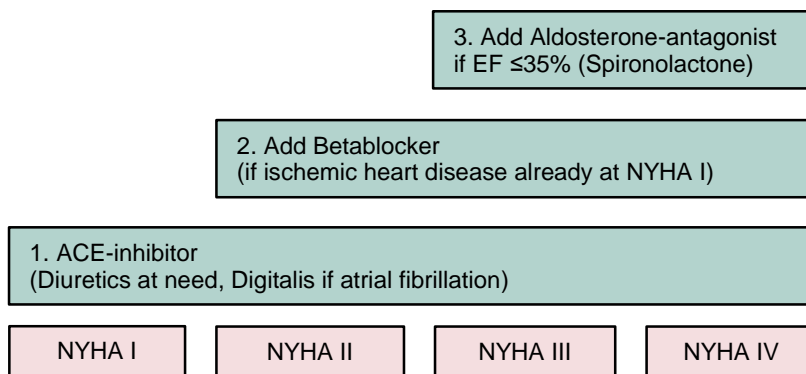 3. Add Aldosterone-antagonist
if EF ≤35% (Spironolactone)
2. Add Betablocker
(if ischemic heart disease already at NYHA I)
1. ACE-inhibitor
(Diuretics at need, Digitalis if atrial fibrillation)
NYHA I
NYHA II
NYHA III
NYHA IV